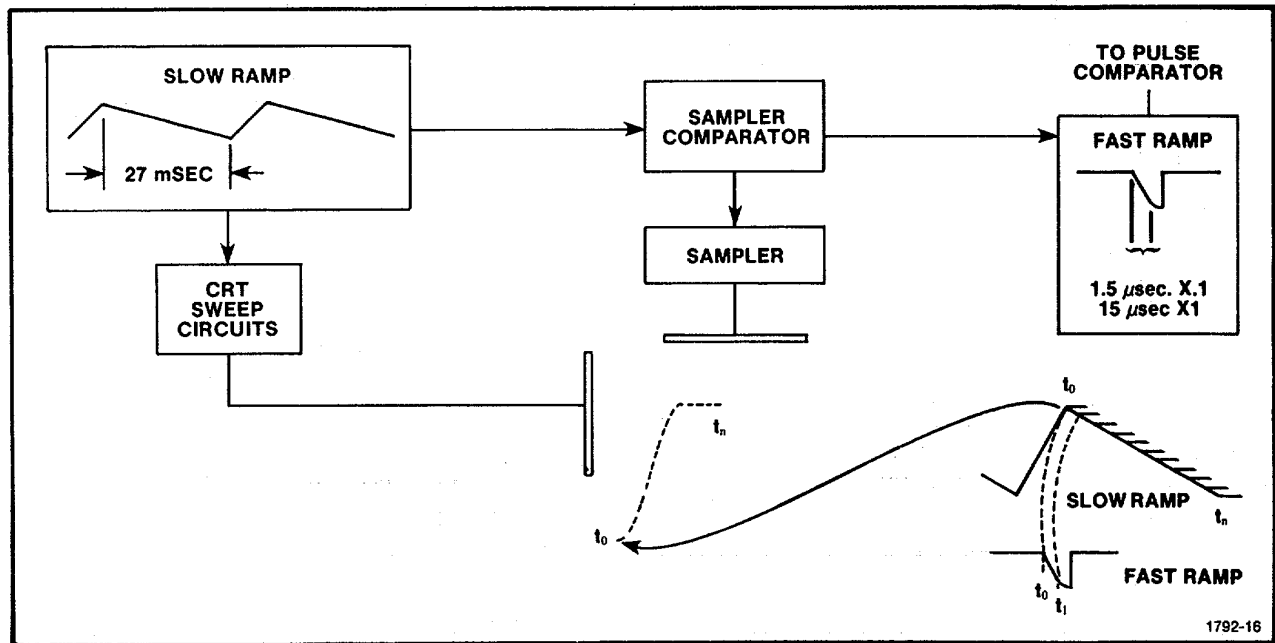 SLOW RAMP
27 mSEC
SAMPLER
COMPARATOR
TO PULSE
COMPARATOR
FAST RAMP
1.5 μsec. X.1
15 μsec X1
CRT
SWEEP
CIRCUITS
SAMPLER
t₀
tₙ
t₀
SLOW RAMP
tₙ
FAST RAMP
t₀
t₁
1792-16